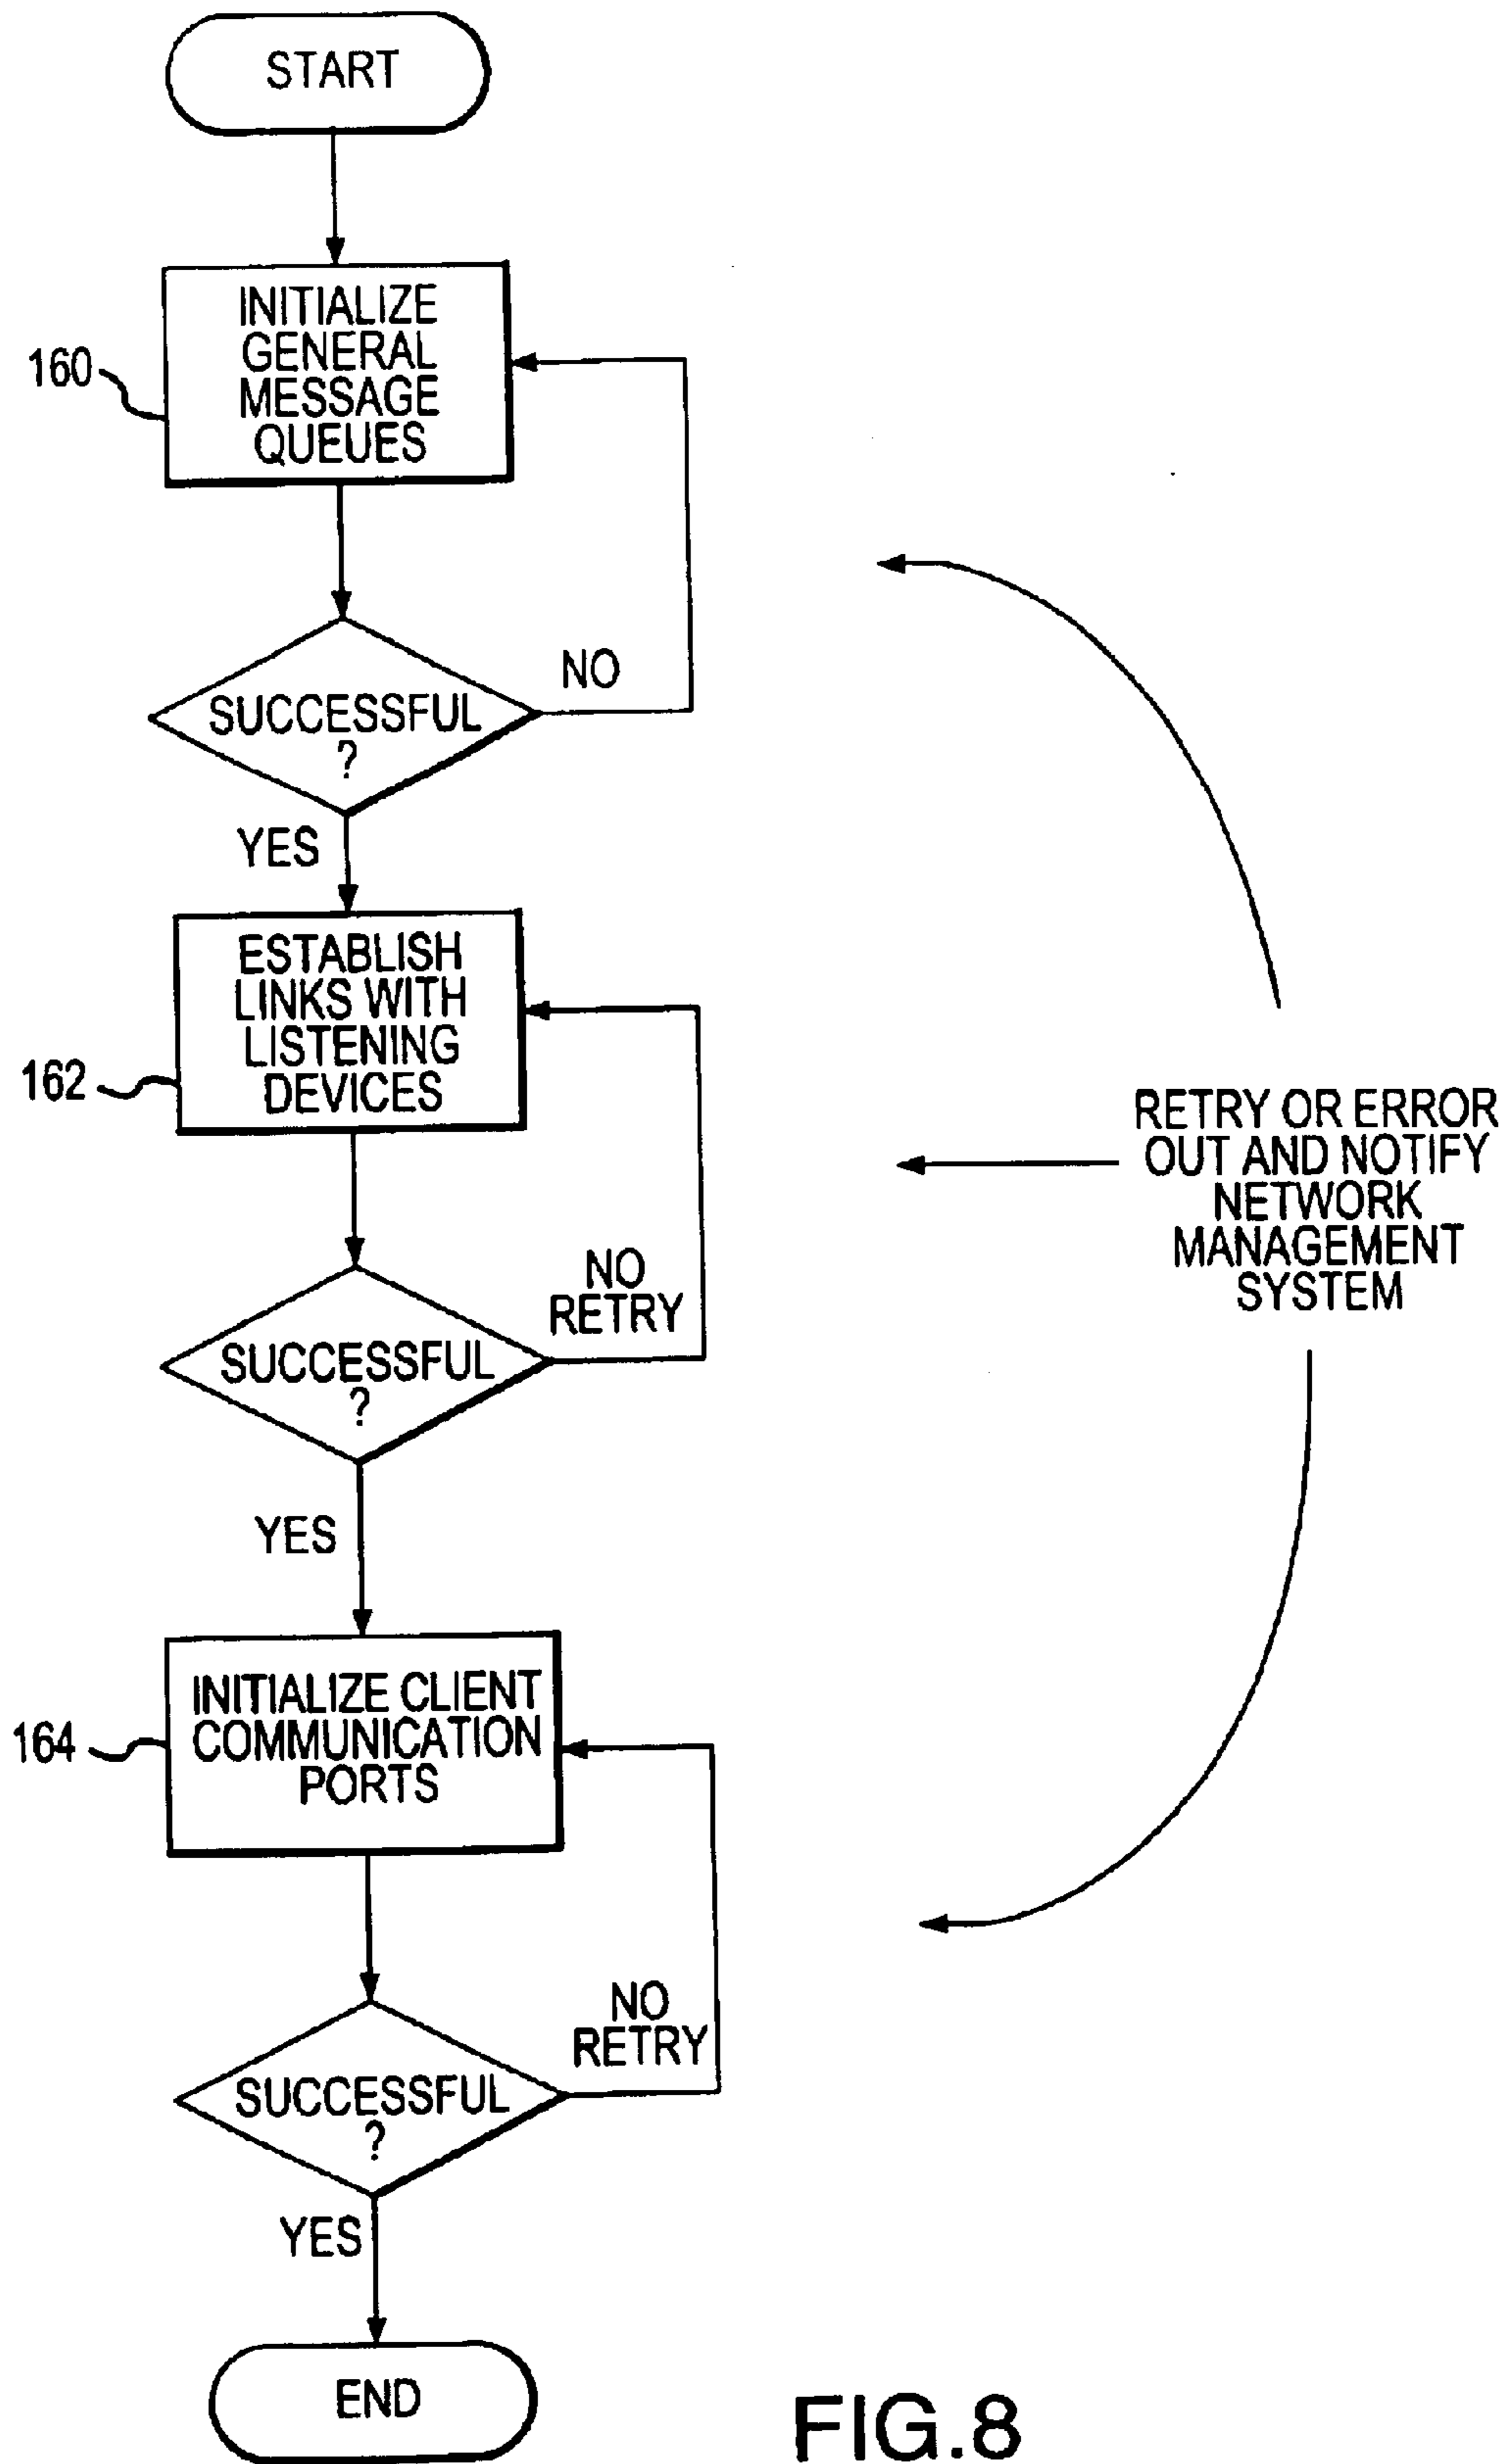 START
INITIALIZE
GENERAL
MESSAGE
QUEUES
160
SUCCESSFUL
?
NO
YES
ESTABLISH
LINKS WITH
LISTENING
DEVICES
162
RETRY OR ERROR
OUT AND NOTIFY
NETWORK
MANAGEMENT
SYSTEM
SUCCESSFUL
?
NO
RETRY
YES
INITIALIZE CLIENT
COMMUNICATION
PORTS
164
SUCCESSFUL
?
NO
RETRY
YES
END
FIG.8